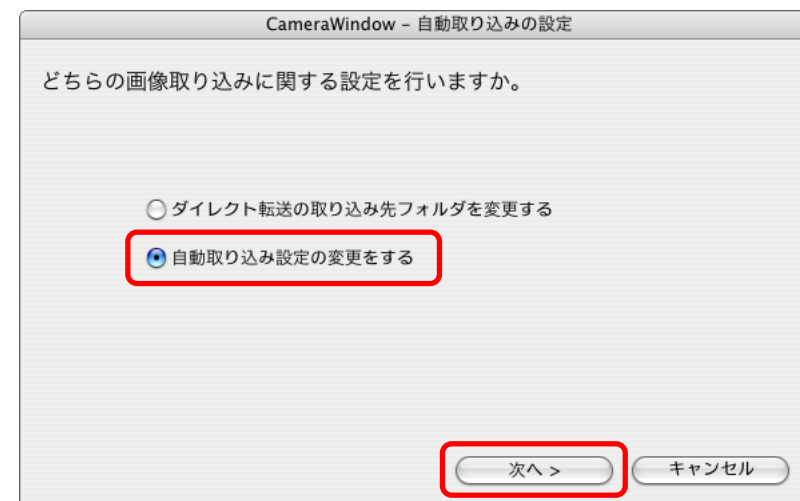 CameraWindow – 自動取り込みの設定
どちらの画像取り込みに関する設定を行いますか。
ダイレクト転送の取り込み先フォルダを変更する
自動取り込み設定の変更をする
次へ >
キャンセル